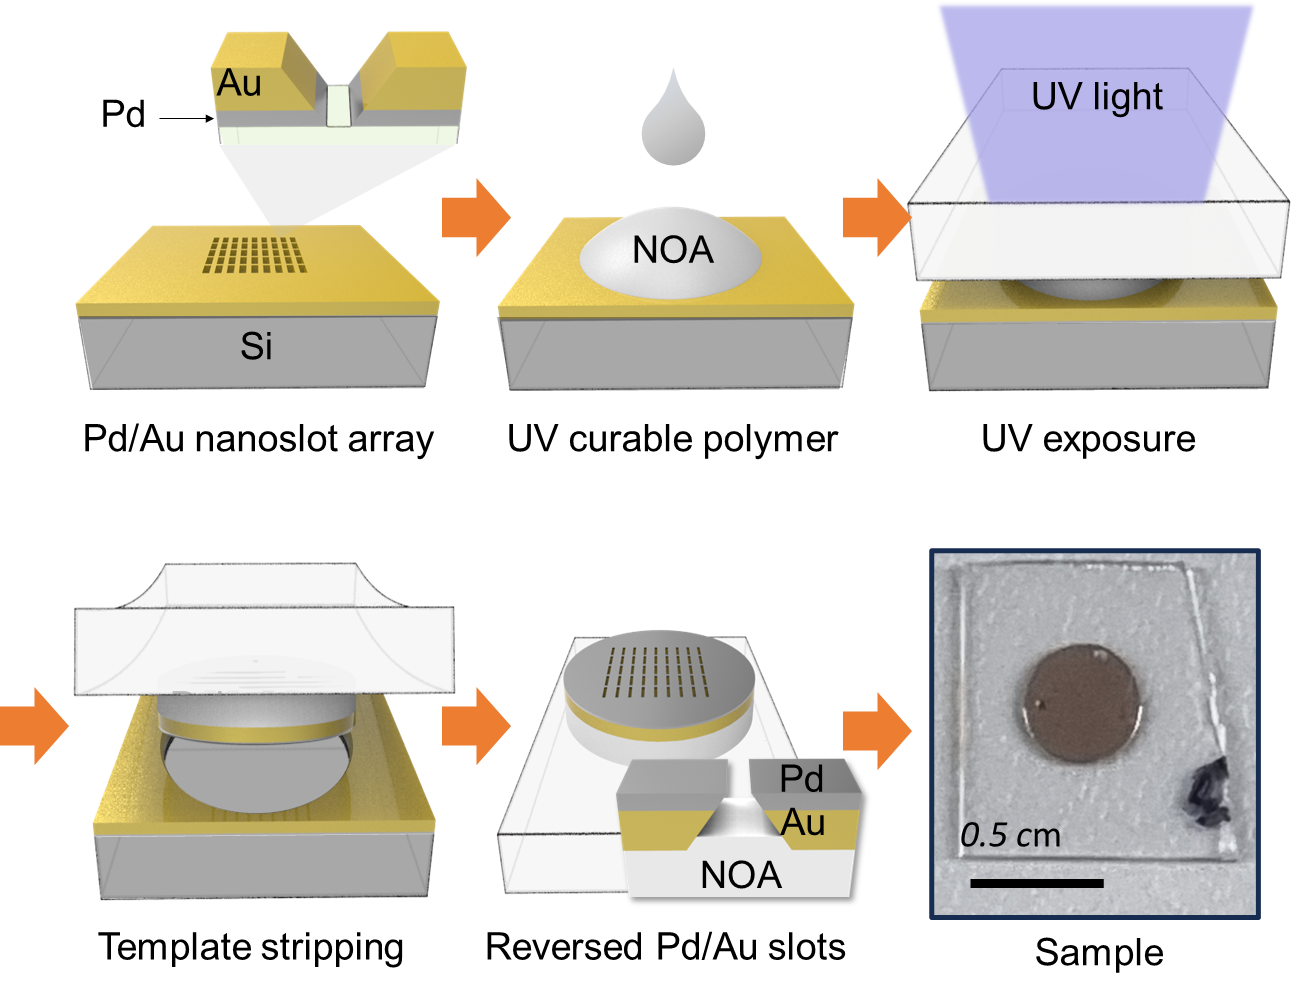 Au
Pd
Si
Pd/Au nanoslot array
NOA
UV curable polymer
UV light
UV exposure
Template stripping
Pd
Au
NOA
Reversed Pd/Au slots
0.5 cm
Sample